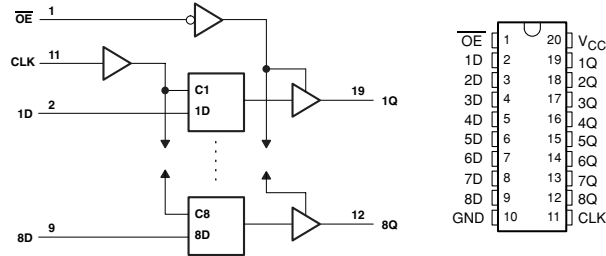 OE 1
CLK 11
C1
1D 2 1D 19 1Q
C8
8D 9 8D 12 8Q
OE 1 20 VCC
1D 2 19 1Q
2D 3 18 2Q
3D 4 17 3Q
4D 5 16 4Q
5D 6 15 5Q
6D 7 14 6Q
7D 8 13 7Q
8D 9 12 8Q
GND 10 11 CLK